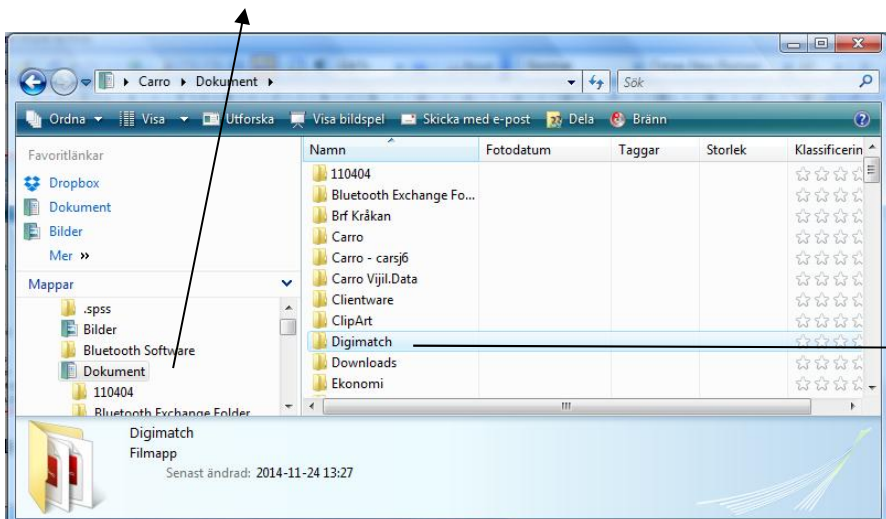 Carro Dokument
Sök
Ordna Visa Utforska Visa bildspel Skicka med e-post Dela Bränn
Favoritlänkar
Dropbox
Dokument
Bilder
Mer »
Mappar
.spss
Bilder
Bluetooth Software
Dokument
110404
Bluetooth Exchange Folder
Namn Fotodatum Taggar Storlek Klassificerin
110404
Bluetooth Exchange Fo...
Brf Kråkan
Carro
Carro - carsj6
Carro Vijil.Data
Clientware
ClipArt
Digimatch
Downloads
Ekonomi
Digimatch
Filmapp
Senast ändrad: 2014-11-24 13:27